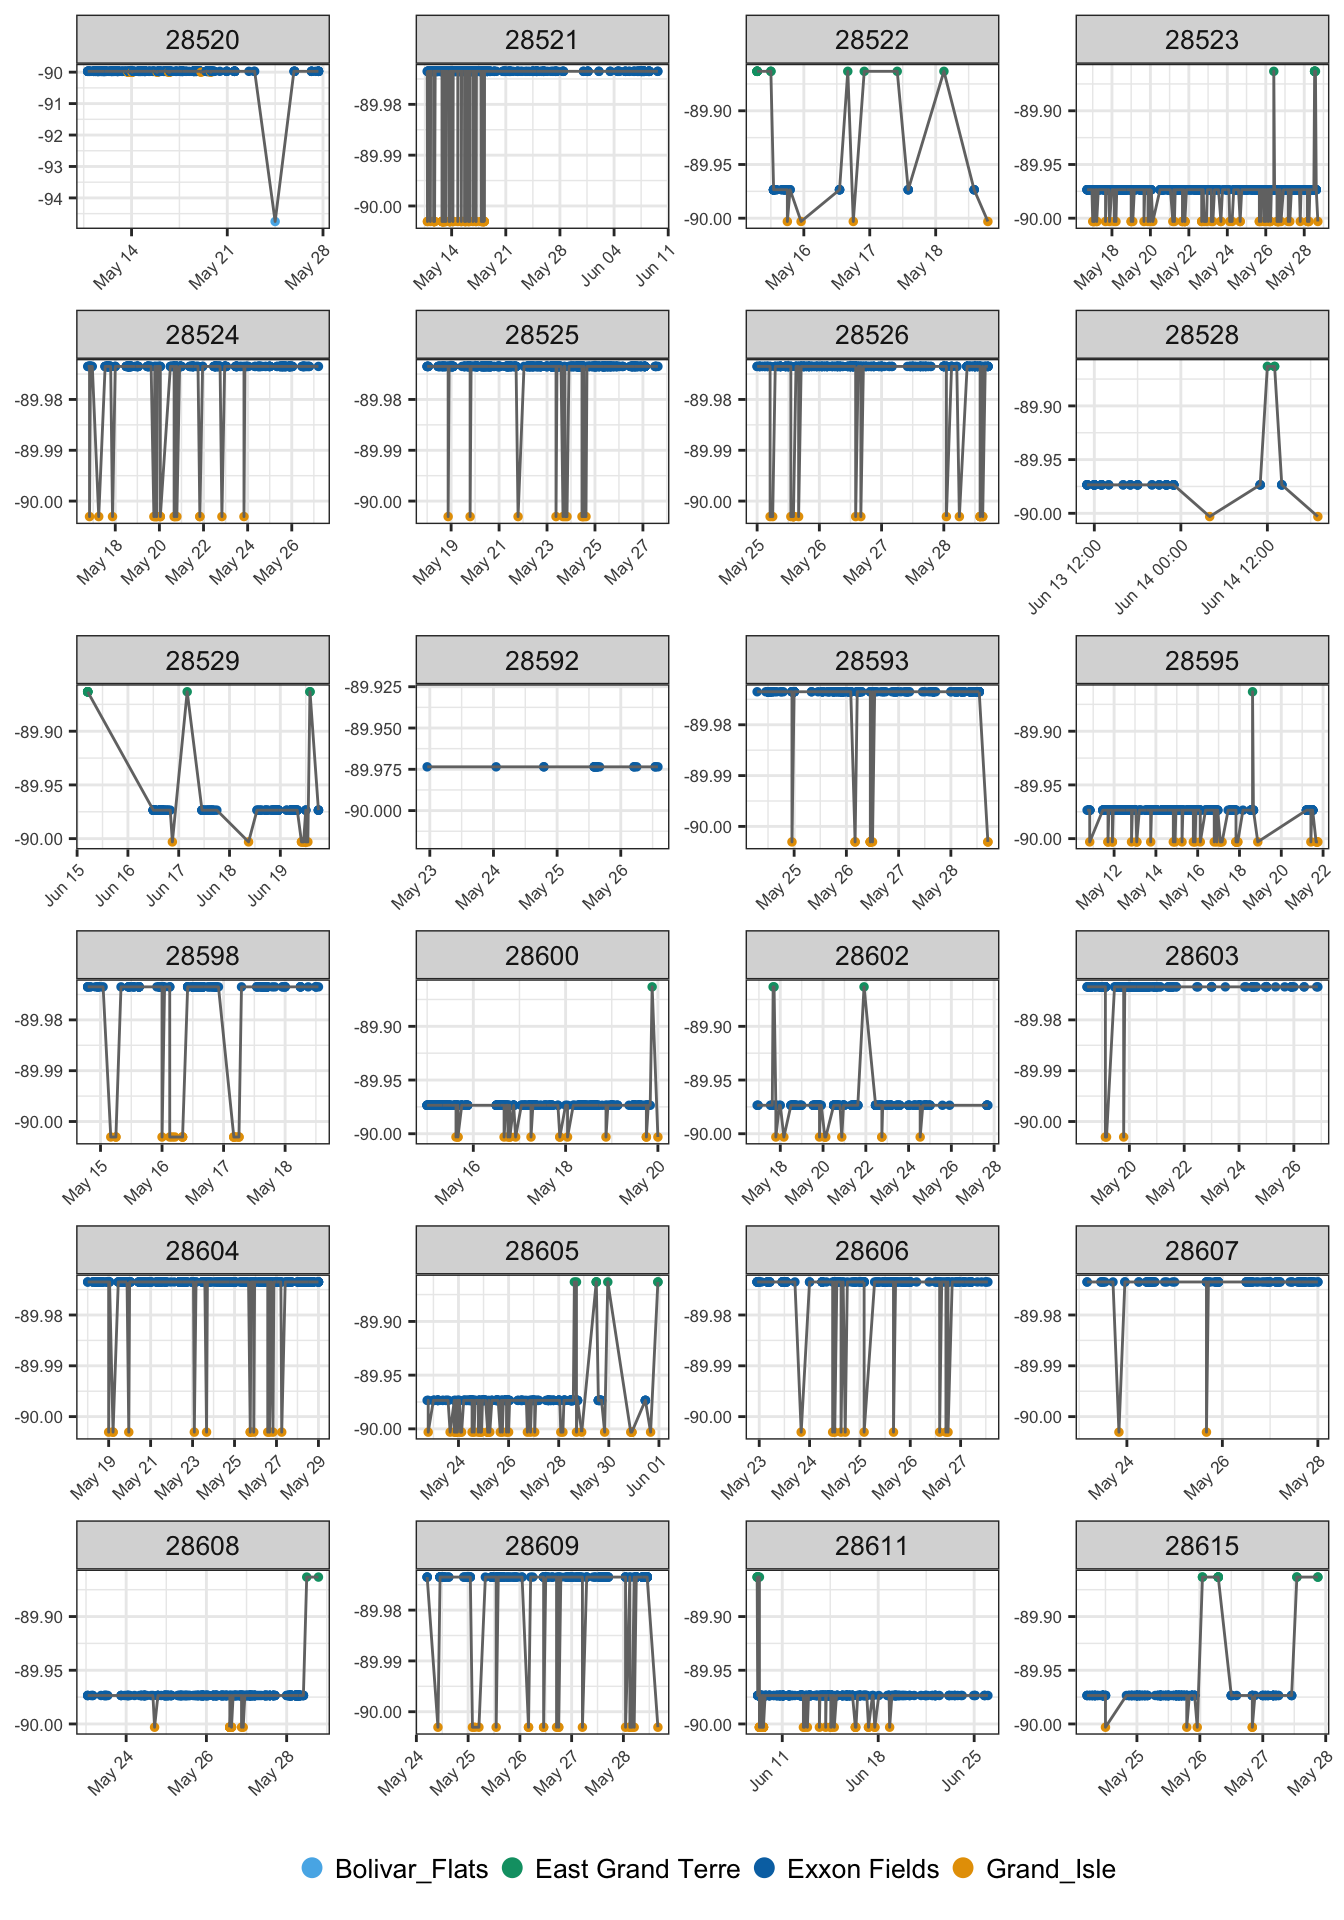 28520 28521 28522 28523
-90
-91
-92
-93
-94
May 14 May 21 May 28
-89.98
-89.99
-90.00
May 14 May 21 May 28 Jun 04 Jun 11
-89.90
-89.95
-90.00
May 16 May 17 May 18
-89.90
-89.95
-90.00
May 18 May 20 May 22 May 24 May 26 May 28
28524 28525 28526 28528
-89.98
-89.99
-90.00
May 18 May 20 May 22 May 24 May 26
-89.98
-89.99
-90.00
May 19 May 21 May 23 May 25 May 27
-89.98
-89.99
-90.00
May 25 May 26 May 27 May 28
-89.90
-89.95
-90.00
Jun 13 12:00 Jun 14 00:00 Jun 14 12:00
28529 28592 28593 28595
-89.90
-89.95
-90.00
Jun 15 Jun 16 Jun 17 Jun 18 Jun 19
-89.925
-89.950
-89.975
-90.000
May 23 May 24 May 25 May 26
-89.98
-89.99
-90.00
May 25 May 26 May 27 May 28
-89.90
-89.95
-90.00
May 12 May 14 May 16 May 18 May 20 May 22
28598 28600 28602 28603
-89.98
-89.99
-90.00
May 15 May 16 May 17 May 18
-89.90
-89.95
-90.00
May 16 May 18 May 20
-89.90
-89.95
-90.00
May 18 May 20 May 22 May 24 May 26 May 28
-89.98
-89.99
-90.00
May 20 May 22 May 24 May 26
28604 28605 28606 28607
-89.98
-89.99
-90.00
May 19 May 21 May 23 May 25 May 27 May 29
-89.90
-89.95
-90.00
May 24 May 26 May 28 May 30 Jun 01
-89.98
-89.99
-90.00
May 23 May 24 May 25 May 26 May 27
-89.98
-89.99
-90.00
May 24 May 26 May 28
28608 28609 28611 28615
-89.90
-89.95
-90.00
May 24 May 26 May 28
-89.98
-89.99
-90.00
May 24 May 25 May 26 May 27 May 28
-89.90
-89.95
-90.00
Jun 11 Jun 18 Jun 25
-89.90
-89.95
-90.00
May 25 May 26 May 27 May 28
Bolivar_Flats East Grand Terre Exxon Fields Grand_Isle